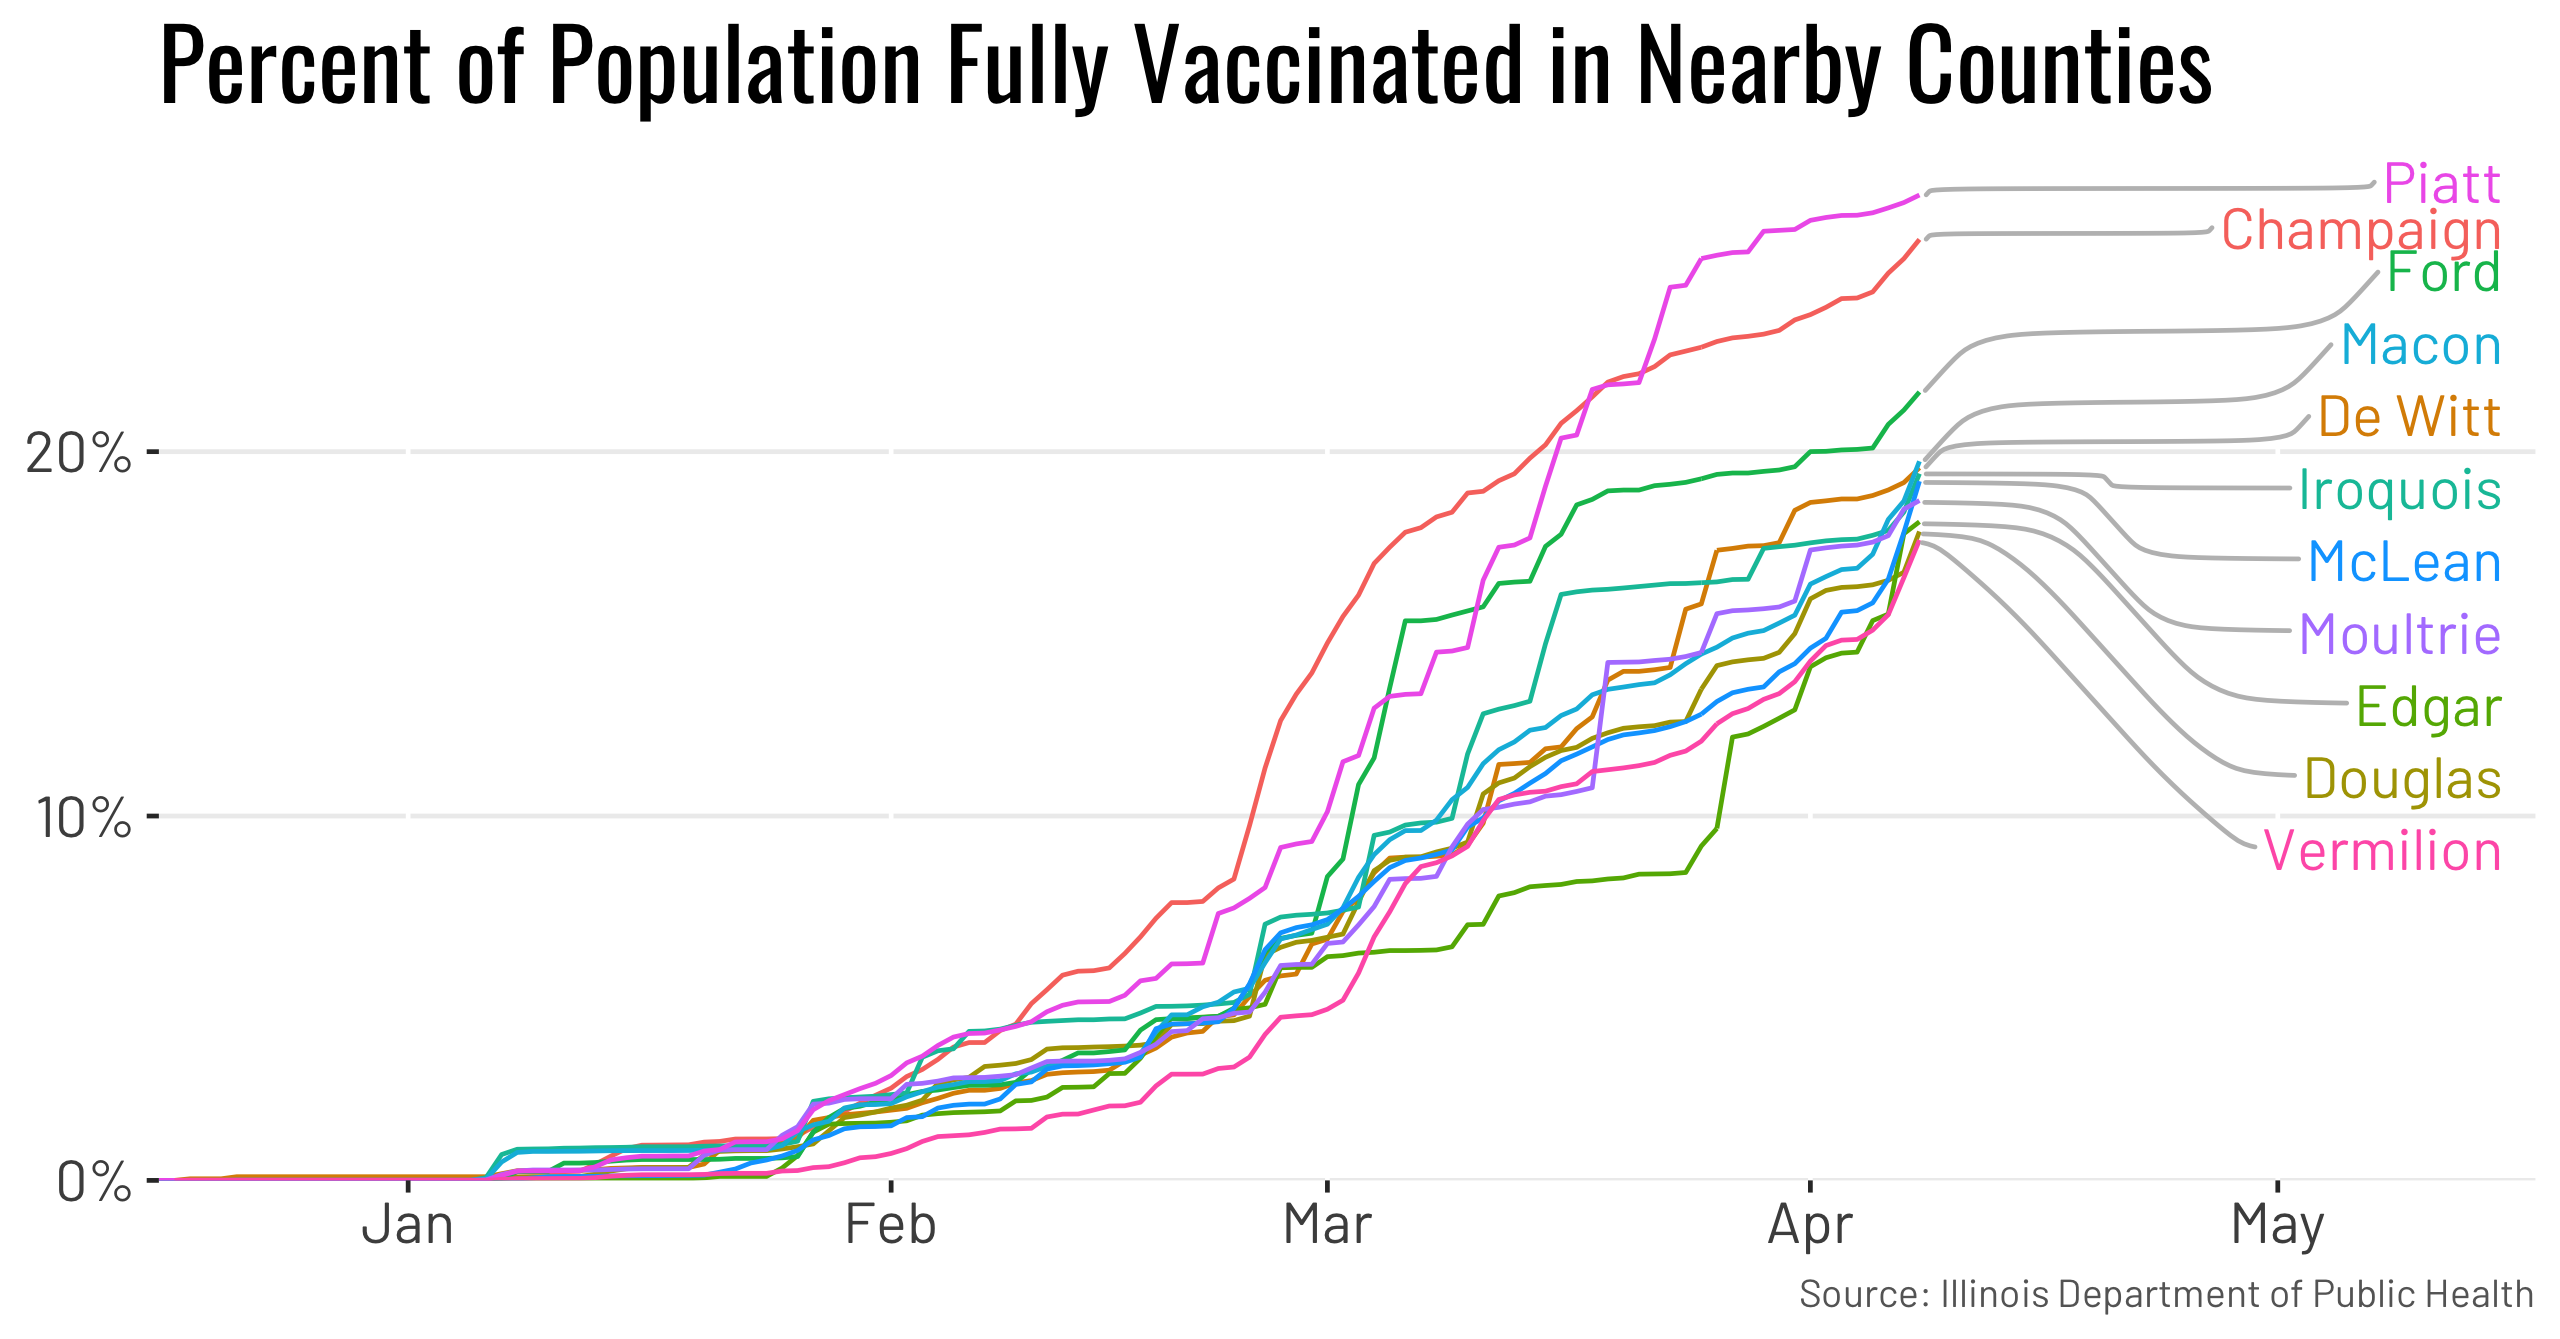 Percent of Population Fully Vaccinated in Nearby Counties
Piatt
Champaign
Ford
Macon
De Witt
Iroquois
McLean
Moultrie
Edgar
Douglas
Vermilion
20%
10%
0%
Jan Feb Mar Apr May
Source: Illinois Department of Public Health